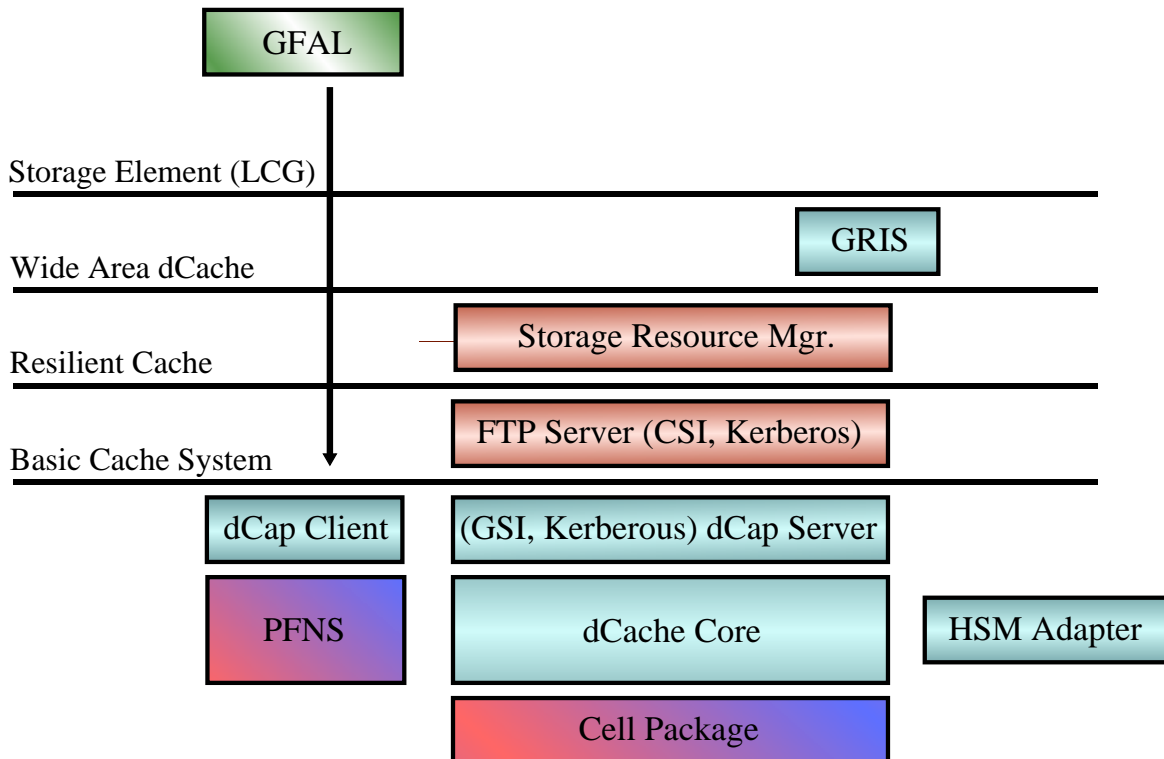 GFAL
Storage Element (LCG)
GRIS
Wide Area dCache
Storage Resource Mgr.
Resilient Cache
FTP Server (CSI, Kerberos)
Basic Cache System
dCap Client
(GSI, Kerberous) dCap Server
PFNS
dCache Core
HSM Adapter
Cell Package